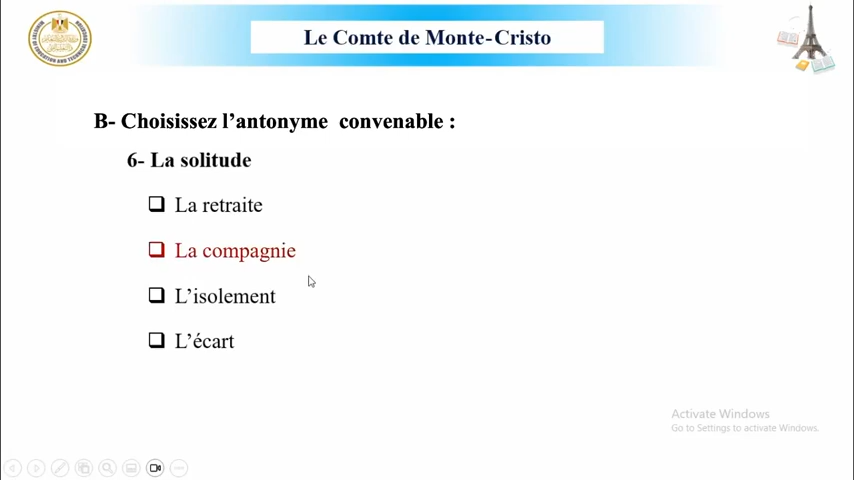 Le Comte de Monte-Cristo
B- Choisissez l’antonyme convenable :
6- La solitude
La retraite
La compagnie
L’isolement
L’écart
Activate Windows
Go to Settings to activate Windows.